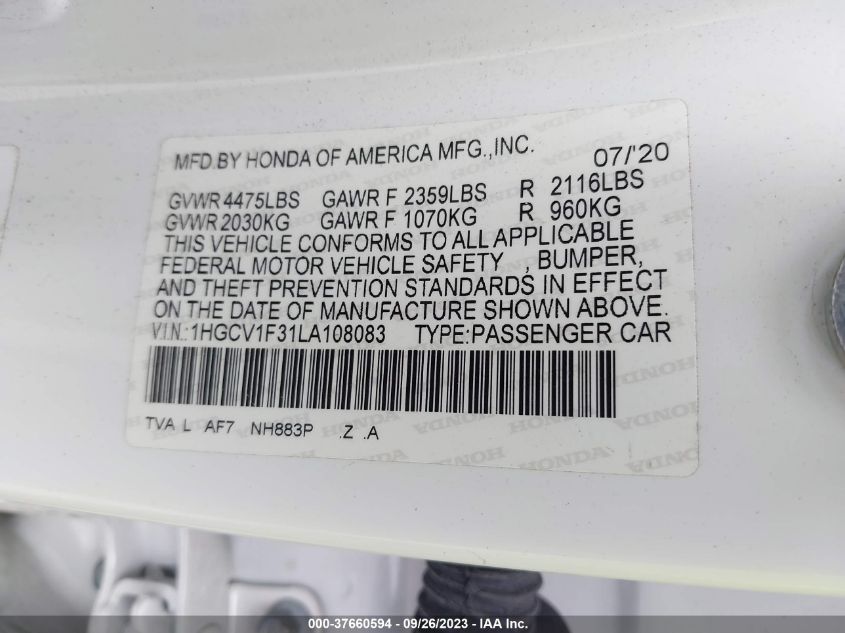 MFD.BY HONDA OF AMERICA MFG.,INC. 07/'20
GVWR 4475LBS GAWR F 2359LBS R 2116LBS
GVWR 2030KG GAWR F 1070KG R 960KG
THIS VEHICLE CONFORMS TO ALL APPLICABLE
FEDERAL MOTOR VEHICLE SAFETY , BUMPER,
AND THEFT PREVENTION STANDARDS IN EFFECT
ON THE DATE OF MANUFACTURE SHOWN ABOVE.
VIN.:1HGCV1F31LA108083 TYPE:PASSENGER CAR
TVA L AF7 NH883P .Z .A
000-37660594 - 09/26/2023 - IAA Inc.